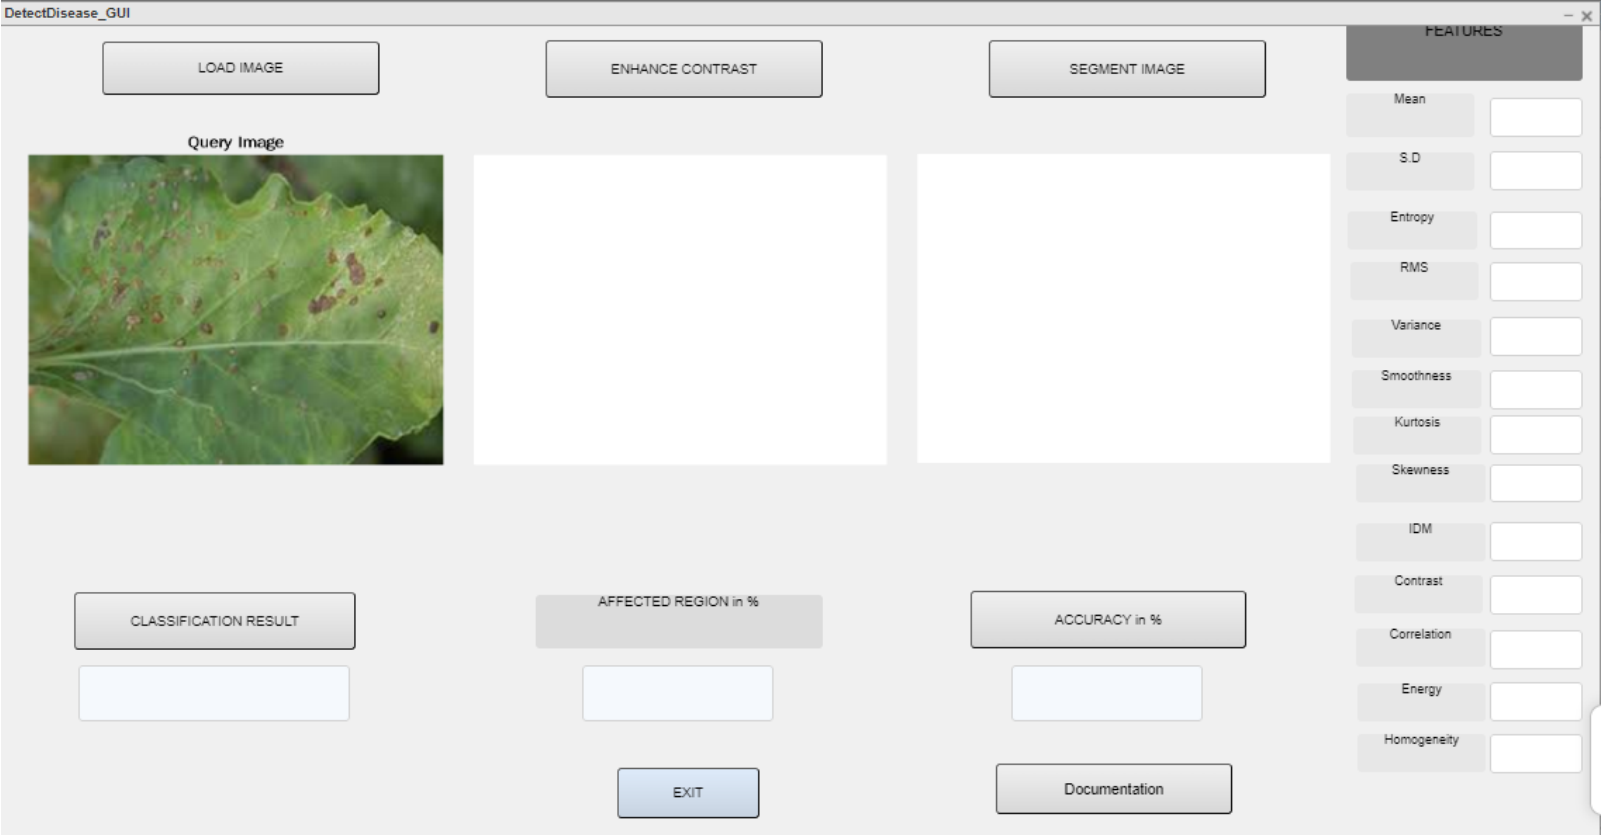 DetectDisease_GUI
LOAD IMAGE
ENHANCE CONTRAST
SEGMENT IMAGE
FEATURES
Query Image
Mean
S.D
Entropy
RMS
Variance
Smoothness
Kurtosis
Skewness
IDM
Contrast
Correlation
Energy
Homogeneity
CLASSIFICATION RESULT
AFFECTED REGION in %
ACCURACY in %
EXIT
Documentation